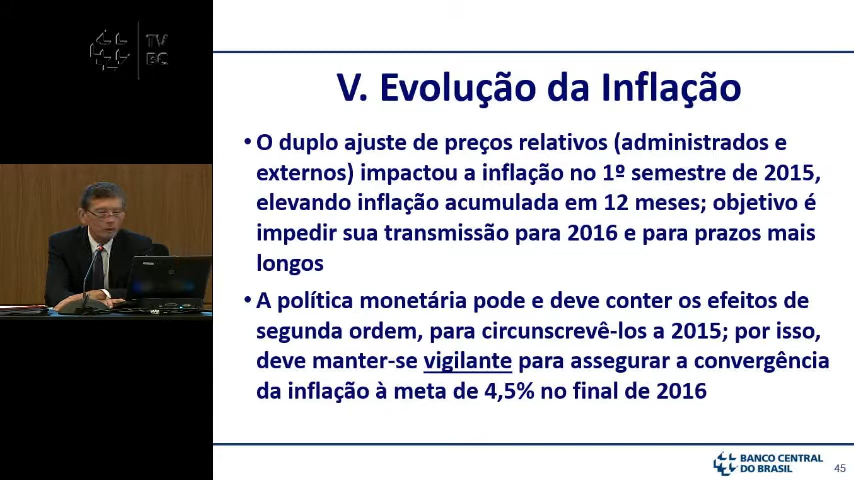 TV
BC
V. Evolução da Inflação
• O duplo ajuste de preços relativos (administrados e
externos) impactou a inflação no 1º semestre de 2015,
elevando inflação acumulada em 12 meses; objetivo é
impedir sua transmissão para 2016 e para prazos mais
longos
• A política monetária pode e deve conter os efeitos de
segunda ordem, para circunscrevê-los a 2015; por isso,
deve manter-se vigilante para assegurar a convergência
da inflação à meta de 4,5% no final de 2016
BANCO CENTRAL
DO BRASIL
45